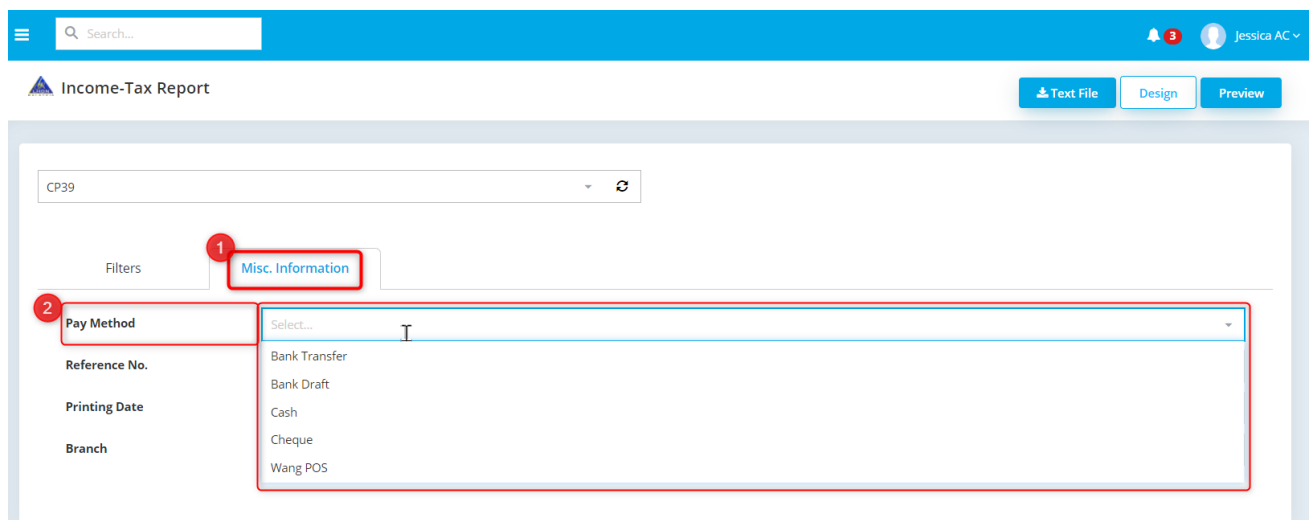 Search...
3
Jessica AC
Income-Tax Report
Text File
Design
Preview
CP39
1
Filters
Misc. Information
2
Pay Method
Select...
Bank Transfer
Reference No.
Bank Draft
Printing Date
Cash
Cheque
Branch
Wang POS